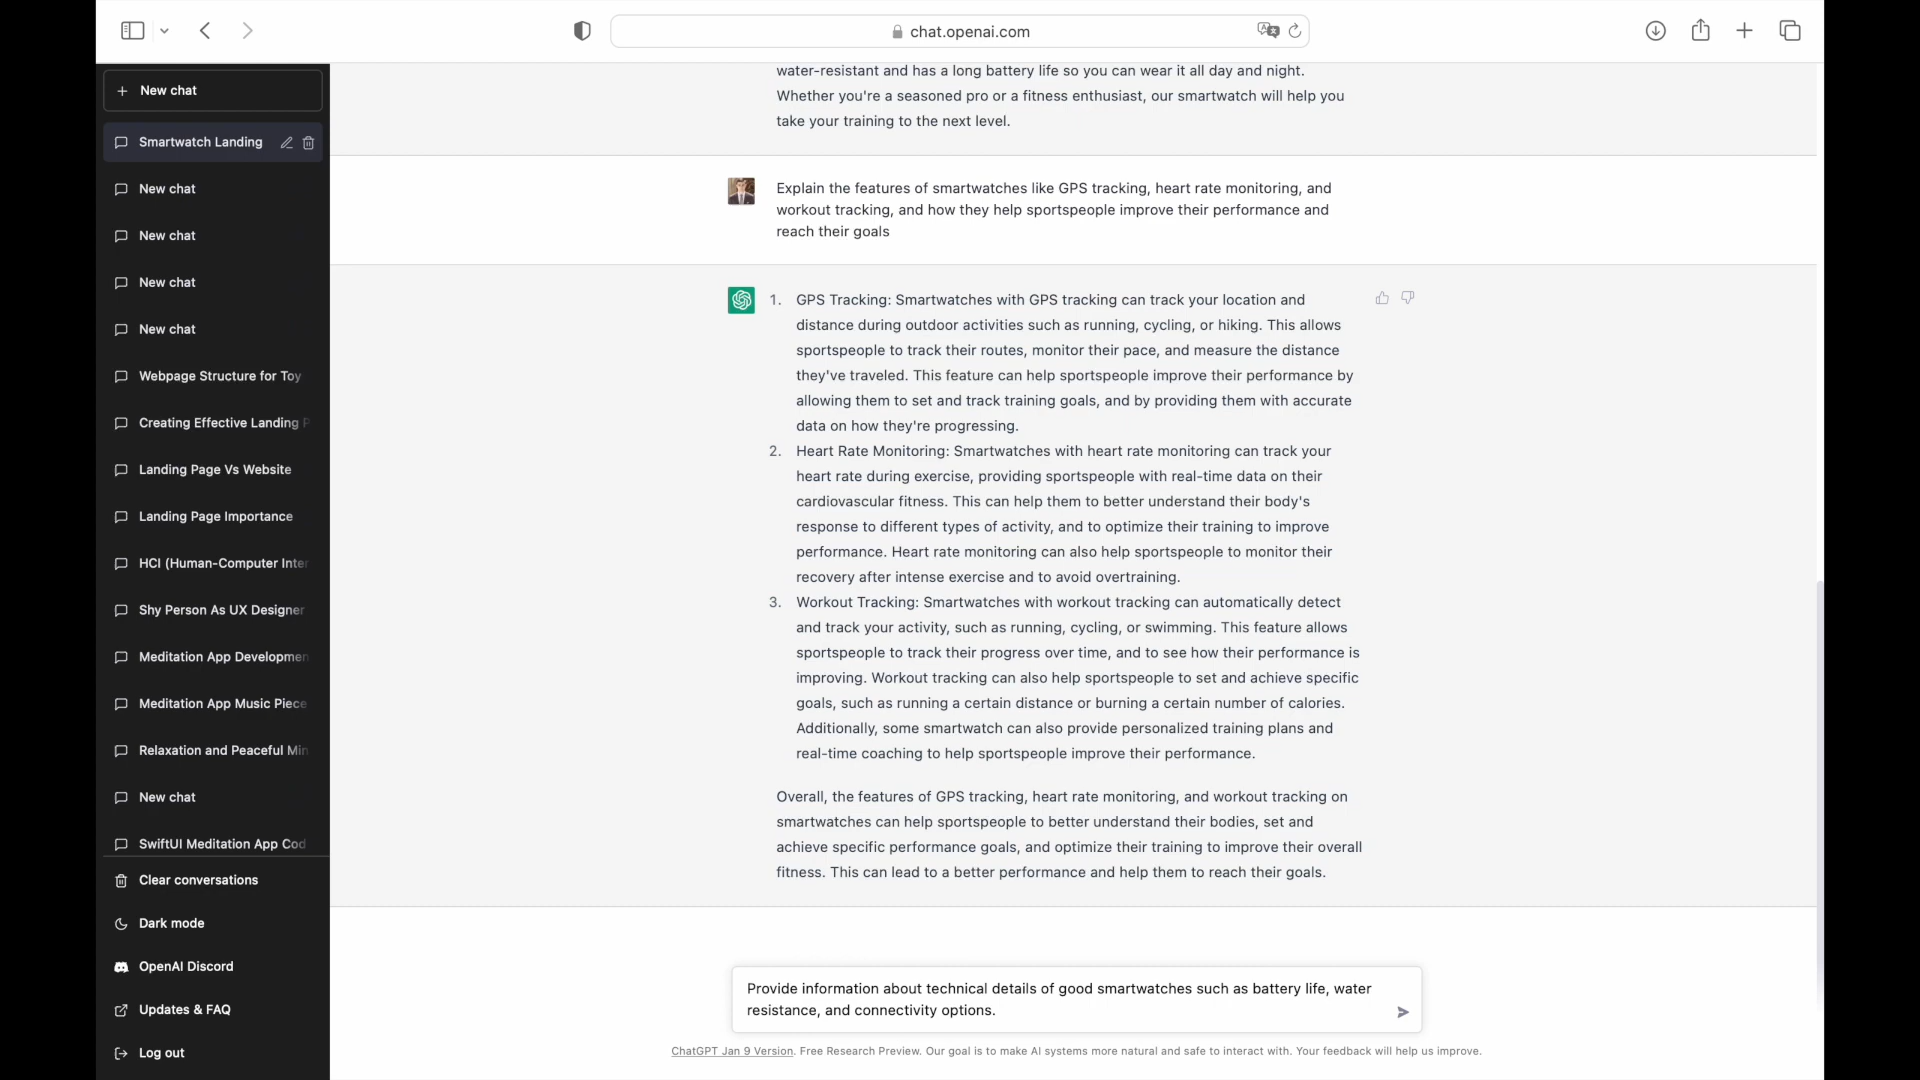 chat.openai.com
New chat
Smartwatch Landing
New chat
New chat
New chat
New chat
Webpage Structure for Toy
Creating Effective Landing P
Landing Page Vs Website
Landing Page Importance
HCI (Human-Computer Inter
Shy Person As UX Designer
Meditation App Developmen
Meditation App Music Piece
Relaxation and Peaceful Min
New chat
SwiftUI Meditation App Cod
Clear conversations
Dark mode
OpenAI Discord
Updates & FAQ
Log out
water-resistant and has a long battery life so you can wear it all day and night.
Whether you're a seasoned pro or a fitness enthusiast, our smartwatch will help you
take your training to the next level.
Explain the features of smartwatches like GPS tracking, heart rate monitoring, and
workout tracking, and how they help sportspeople improve their performance and
reach their goals
1. GPS Tracking: Smartwatches with GPS tracking can track your location and
distance during outdoor activities such as running, cycling, or hiking. This allows
sportspeople to track their routes, monitor their pace, and measure the distance
they've traveled. This feature can help sportspeople improve their performance by
allowing them to set and track training goals, and by providing them with accurate
data on how they're progressing.
2. Heart Rate Monitoring: Smartwatches with heart rate monitoring can track your
heart rate during exercise, providing sportspeople with real-time data on their
cardiovascular fitness. This can help them to better understand their body's
response to different types of activity, and to optimize their training to improve
performance. Heart rate monitoring can also help sportspeople to monitor their
recovery after intense exercise and to avoid overtraining.
3. Workout Tracking: Smartwatches with workout tracking can automatically detect
and track your activity, such as running, cycling, or swimming. This feature allows
sportspeople to track their progress over time, and to see how their performance is
improving. Workout tracking can also help sportspeople to set and achieve specific
goals, such as running a certain distance or burning a certain number of calories.
Additionally, some smartwatch can also provide personalized training plans and
real-time coaching to help sportspeople improve their performance.
Overall, the features of GPS tracking, heart rate monitoring, and workout tracking on
smartwatches can help sportspeople to better understand their bodies, set and
achieve specific performance goals, and optimize their training to improve their overall
fitness. This can lead to a better performance and help them to reach their goals.
Provide information about technical details of good smartwatches such as battery life, water
resistance, and connectivity options.
ChatGPT Jan 9 Version. Free Research Preview. Our goal is to make AI systems more natural and safe to interact with. Your feedback will help us improve.